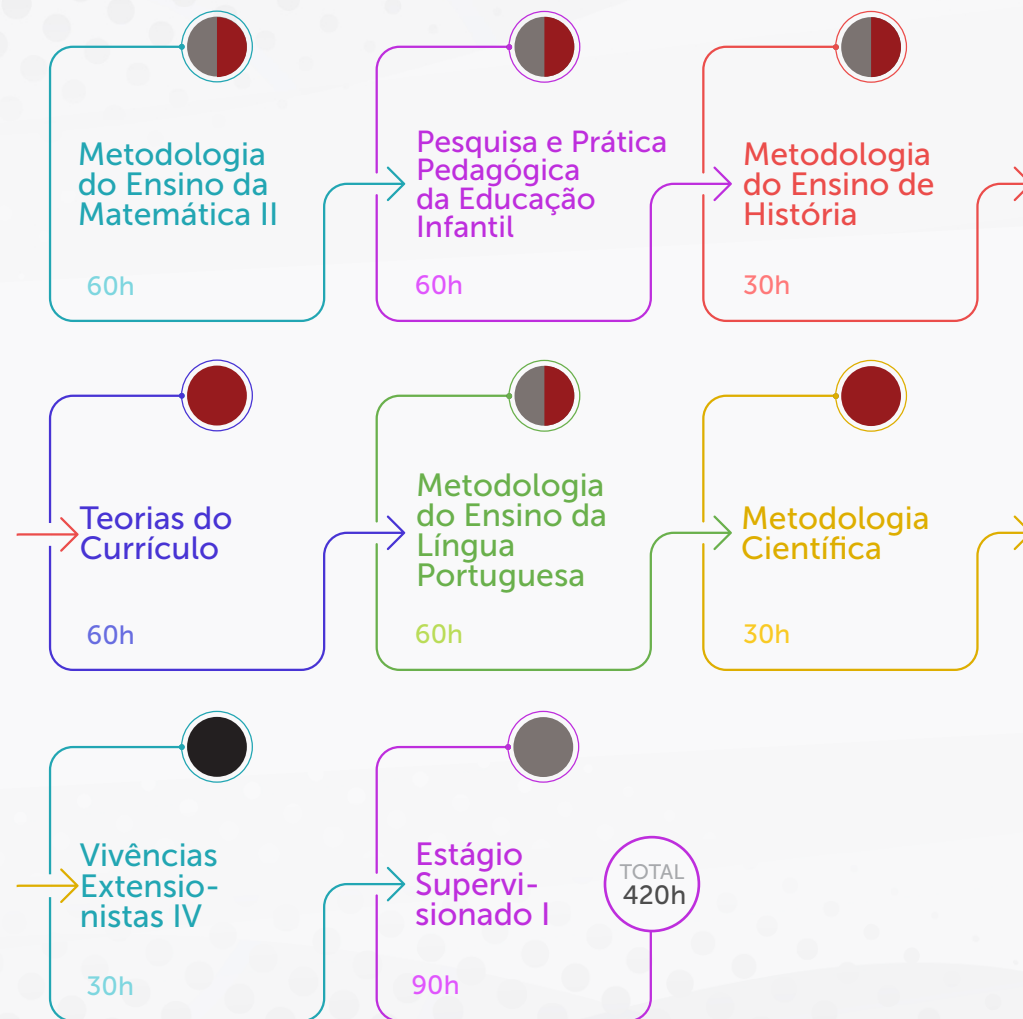 Metodologia
do Ensino da
Matemática II
60h
Pesquisa e Prática
Pedagógica
da Educação
Infantil
60h
Metodologia
do Ensino de
História
30h
Teorias do
Currículo
60h
Metodologia
do Ensino da
Língua
Portuguesa
60h
Metodologia
Científica
30h
Vivências
Extensio-
nistas IV
30h
Estágio
Supervi-
sionado I
90h
TOTAL
420h